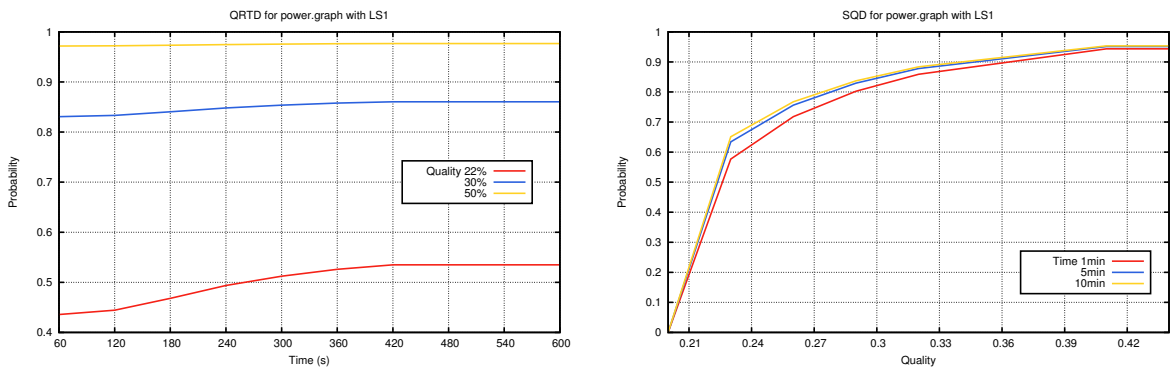 QRTD for power.graph with LS1
1
0.9
0.8
0.7
0.6
0.5
0.4
Probability
Quality 22%
30%
50%
60 120 180 240 300 360 420 480 540 600
Time (s)
SQD for power.graph with LS1
1
0.9
0.8
0.7
0.6
0.5
0.4
0.3
0.2
0.1
0
Probability
Time 1min
5min
10min
0.21 0.24 0.27 0.3 0.33 0.36 0.39 0.42
Quality